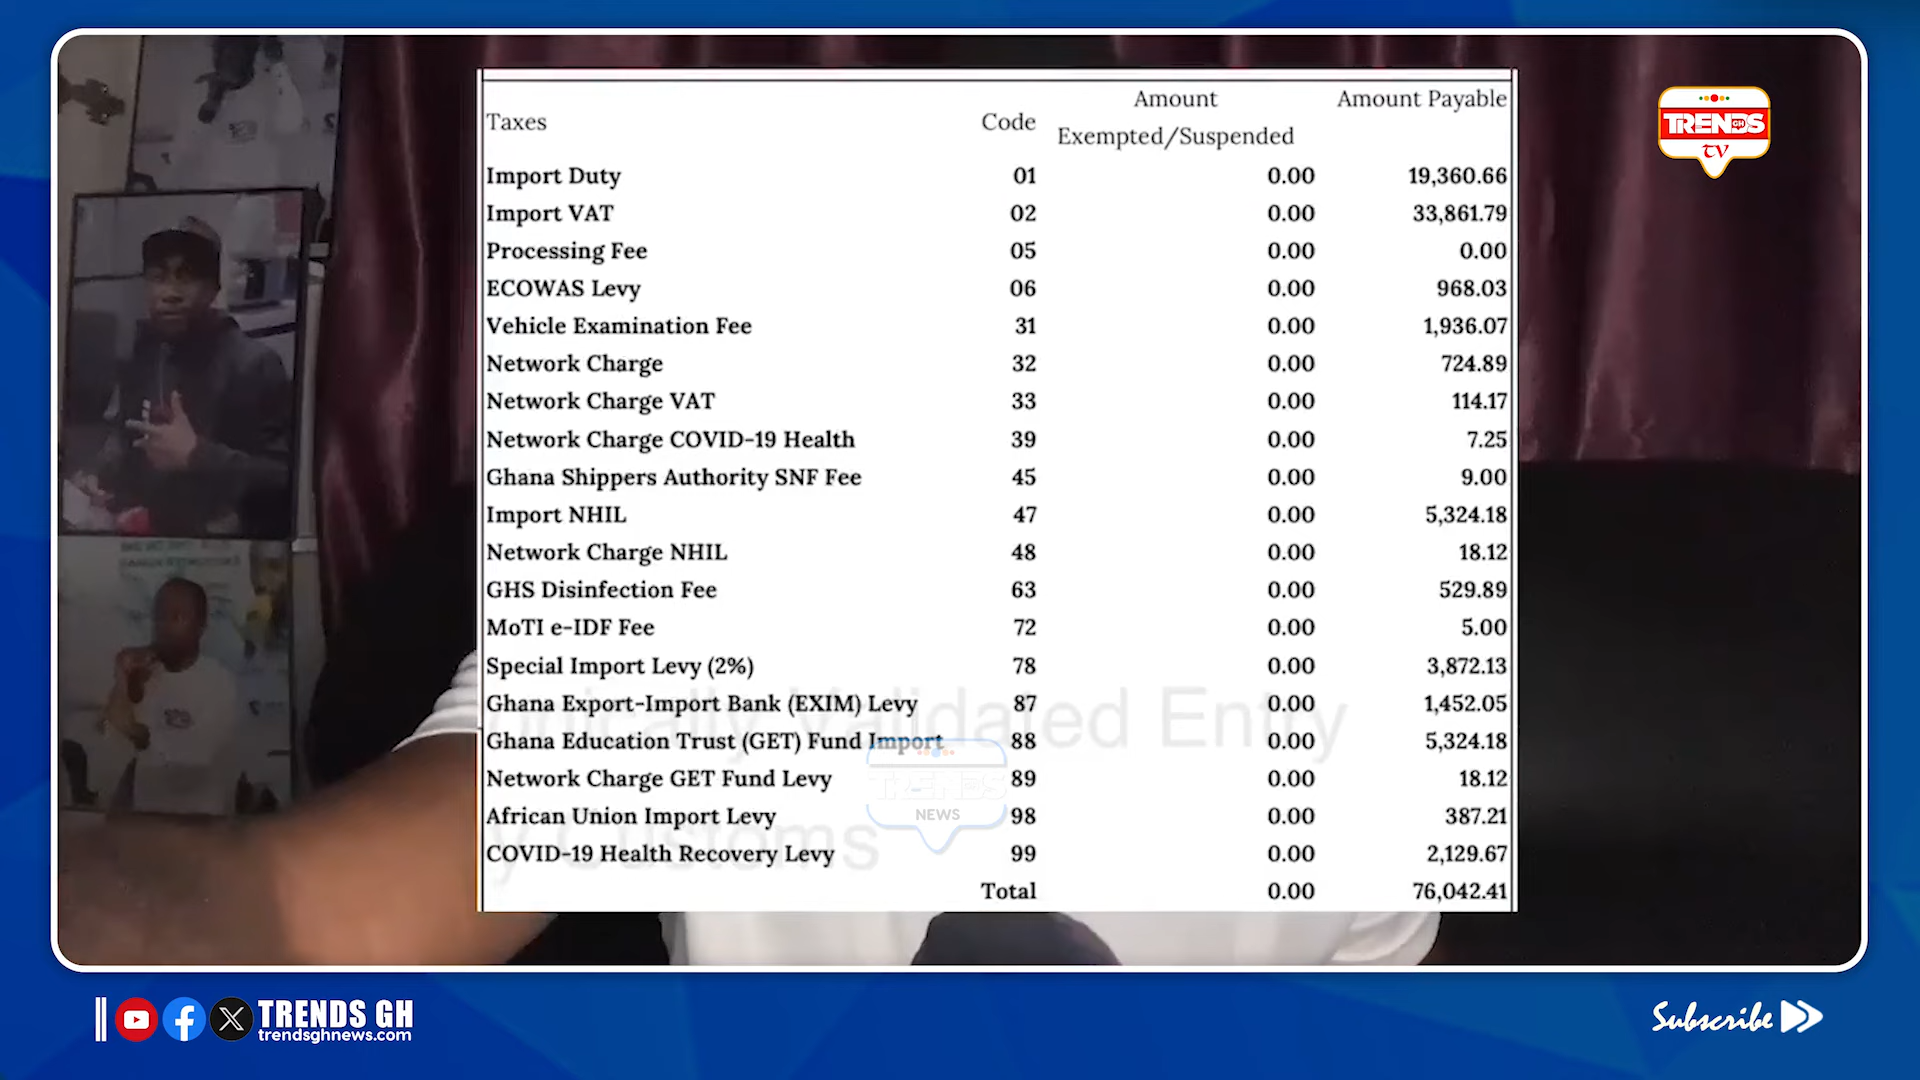 Taxes Code Amount Exempted/Suspended Amount Payable
Import Duty 01 0.00 19,360.66
Import VAT 02 0.00 33,861.79
Processing Fee 05 0.00 0.00
ECOWAS Levy 06 0.00 968.03
Vehicle Examination Fee 31 0.00 1,936.07
Network Charge 32 0.00 724.89
Network Charge VAT 33 0.00 114.17
Network Charge COVID-19 Health 39 0.00 7.25
Ghana Shippers Authority SNF Fee 45 0.00 9.00
Import NHIL 47 0.00 5,324.18
Network Charge NHIL 48 0.00 18.12
GHS Disinfection Fee 63 0.00 529.89
MoTI e-IDF Fee 72 0.00 5.00
Special Import Levy (2%) 78 0.00 3,872.13
Ghana Export-Import Bank (EXIM) Levy 87 0.00 1,452.05
Ghana Education Trust (GET) Fund Import 88 0.00 5,324.18
Network Charge GET Fund Levy 89 0.00 18.12
African Union Import Levy 98 0.00 387.21
COVID-19 Health Recovery Levy 99 0.00 2,129.67
Total 0.00 76,042.41
Validated Entry
Customs
TRENDS
NEWS
TRENDS GH
TV
TRENDS GH
trendsghnews.com
Subscribe